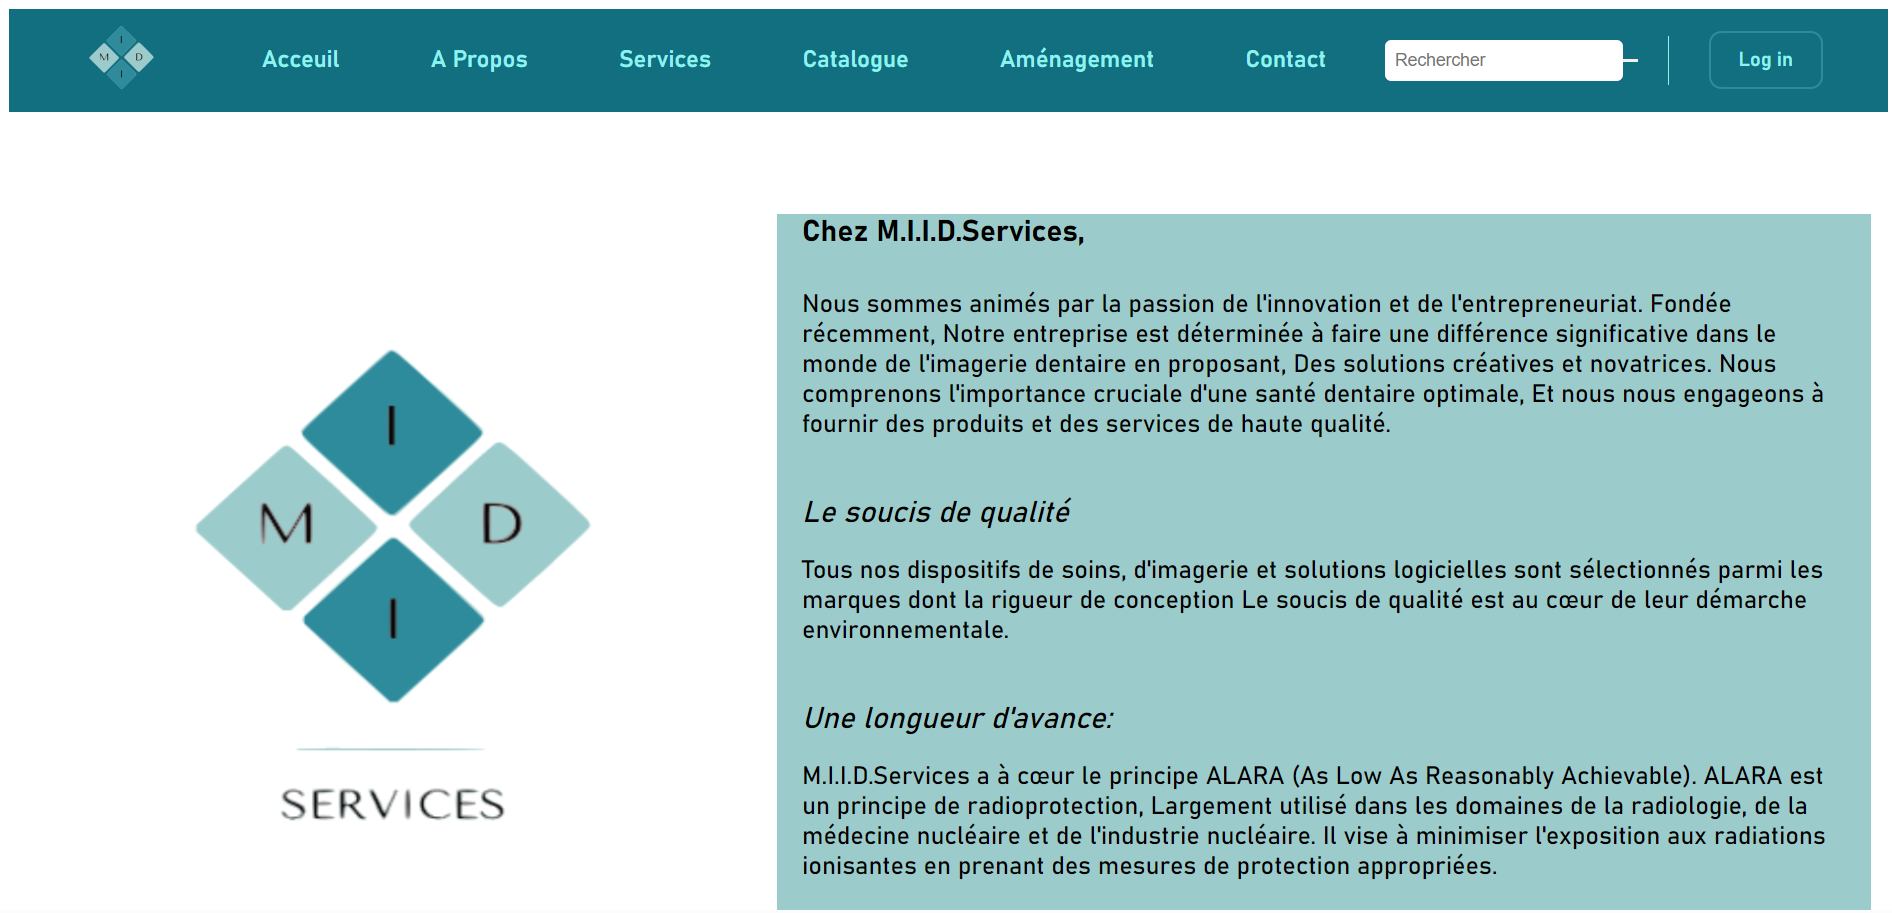 I
M D
I
Acceuil A Propos Services Catalogue Aménagement Contact Rechercher Log in
Chez M.I.I.D.Services,
Nous sommes animés par la passion de l'innovation et de l'entrepreneuriat. Fondée
récemment, Notre entreprise est déterminée à faire une différence significative dans le
monde de l'imagerie dentaire en proposant, Des solutions créatives et novatrices. Nous
comprenons l'importance cruciale d'une santé dentaire optimale, Et nous nous engageons à
fournir des produits et des services de haute qualité.
Le soucis de qualité
Tous nos dispositifs de soins, d'imagerie et solutions logicielles sont sélectionnés parmi les
marques dont la rigueur de conception Le soucis de qualité est au cœur de leur démarche
environnementale.
Une longueur d'avance:
M.I.I.D.Services a à cœur le principe ALARA (As Low As Reasonably Achievable). ALARA est
un principe de radioprotection, Largement utilisé dans les domaines de la radiologie, de la
médecine nucléaire et de l'industrie nucléaire. Il vise à minimiser l'exposition aux radiations
ionisantes en prenant des mesures de protection appropriées.
I
M D
I
SERVICES